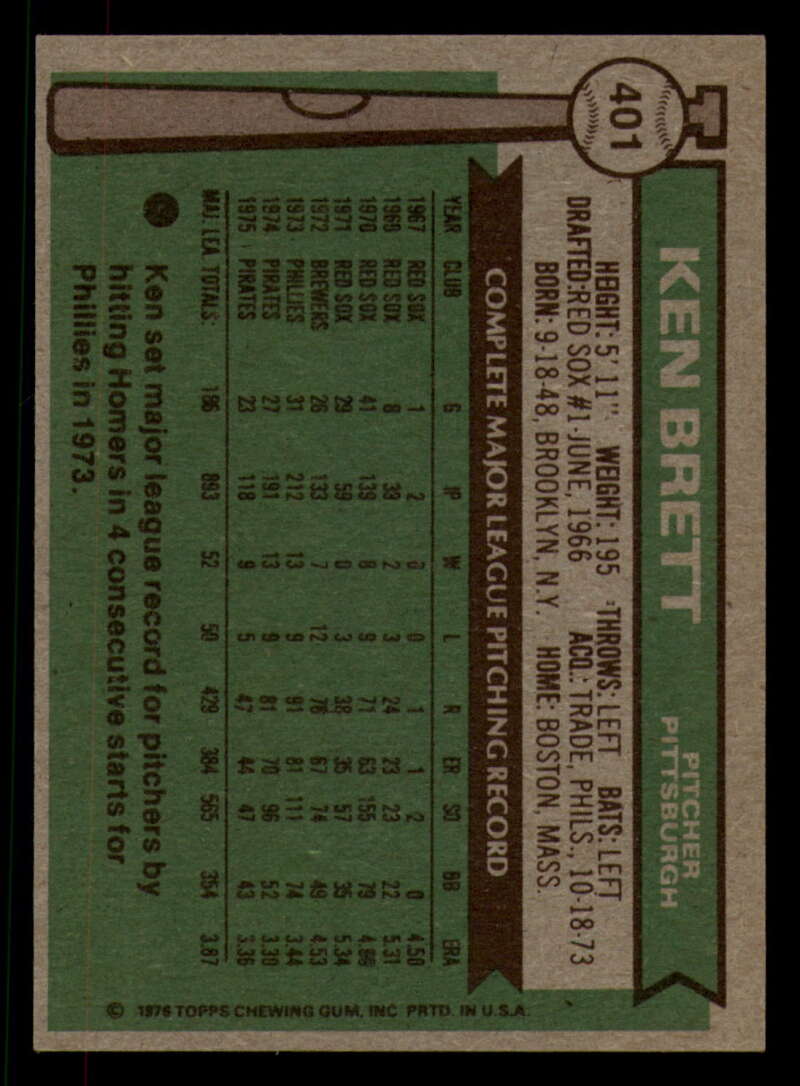 401
KEN BRETT
PITCHER
PITTSBURGH
HEIGHT: 5'11" WEIGHT: 195 THROWS: LEFT BATS: LEFT
DRAFTED: RED SOX #1-JUNE, 1966 ACQ.: TRADE, PHILS., 10-18-73
BORN: 9-18-48, BROOKLYN, N.Y. HOME: BOSTON, MASS.
COMPLETE MAJOR LEAGUE PITCHING RECORD
YEAR CLUB G IP W L R ER SO BB ERA
1967 RED SOX 1 2 0 0 1 1 2 0 4.50
1969 RED SOX 8 39 2 3 24 23 23 22 5.31
1970 RED SOX 41 139 8 9 71 63 155 79 4.08
1971 RED SOX 29 59 0 3 38 35 57 35 5.34
1972 BREWERS 26 133 7 12 76 67 74 49 4.53
1973 PHILLIES 31 212 13 9 91 81 111 74 3.44
1974 PIRATES 27 191 13 9 81 70 96 52 3.30
1975 PIRATES 23 118 9 5 47 44 47 43 3.36
MAJ. LEA TOTALS: 186 893 52 50 429 384 565 354 3.87
Ken set major league record for pitchers by
hitting Homers in 4 consecutive starts for
Phillies in 1973.
© 1976 TOPPS CHEWING GUM, INC PRTD. IN U.S.A.